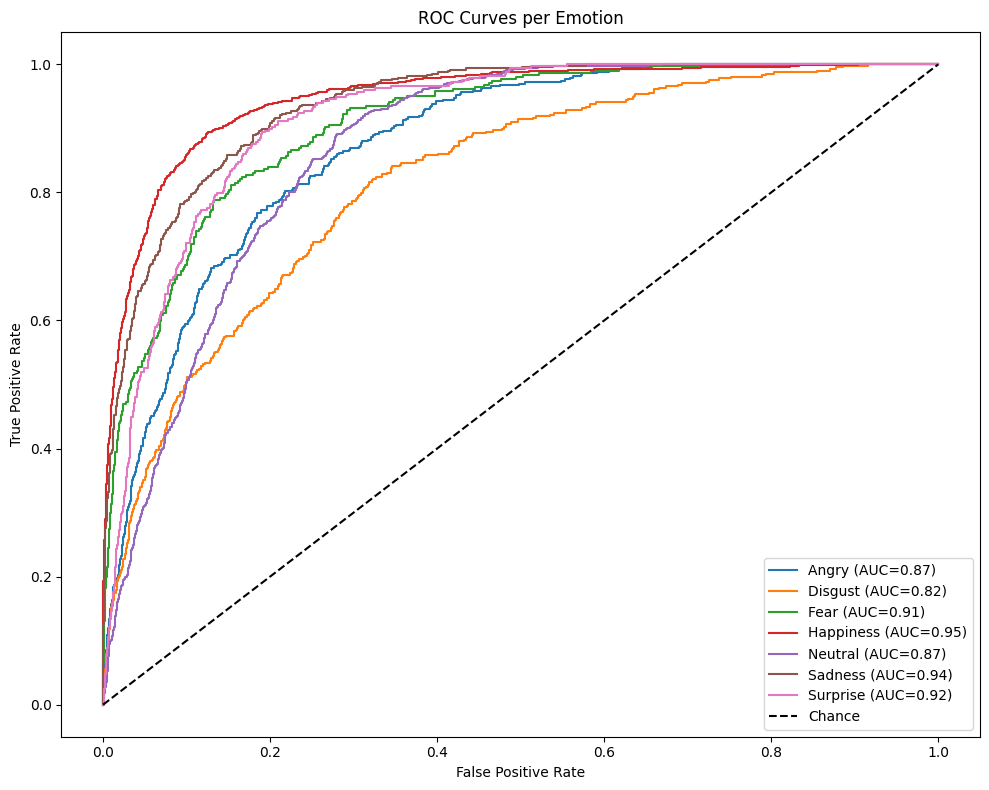 ROC Curves per Emotion
True Positive Rate
1.0
0.8
0.6
0.4
0.2
0.0
0.0 0.2 0.4 0.6 0.8 1.0
False Positive Rate
Angry (AUC=0.87)
Disgust (AUC=0.82)
Fear (AUC=0.91)
Happiness (AUC=0.95)
Neutral (AUC=0.87)
Sadness (AUC=0.94)
Surprise (AUC=0.92)
Chance